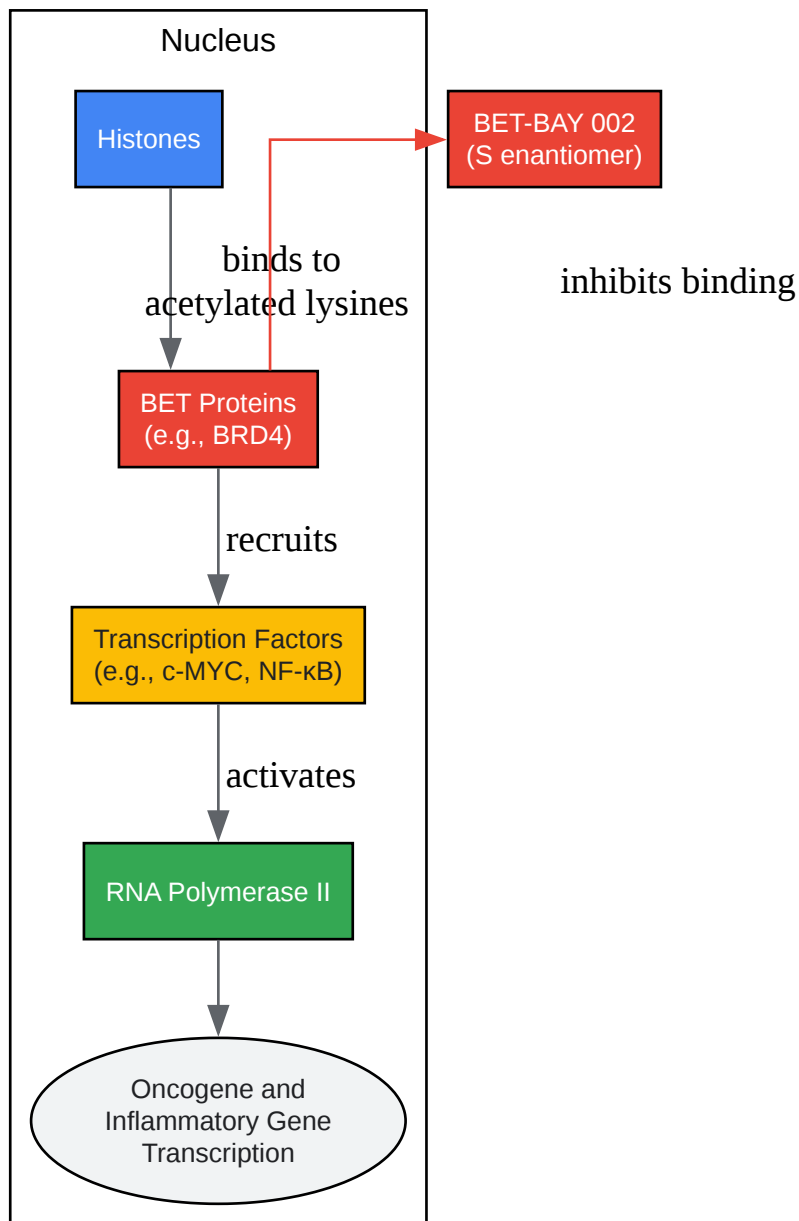 Nucleus
Histones
BET-BAY 002
(S enantiomer)
binds to
acetylated lysines
inhibits binding
BET Proteins
(e.g., BRD4)
recruits
Transcription Factors
(e.g., c-MYC, NF-κB)
activates
RNA Polymerase II
Oncogene and
Inflammatory Gene
Transcription